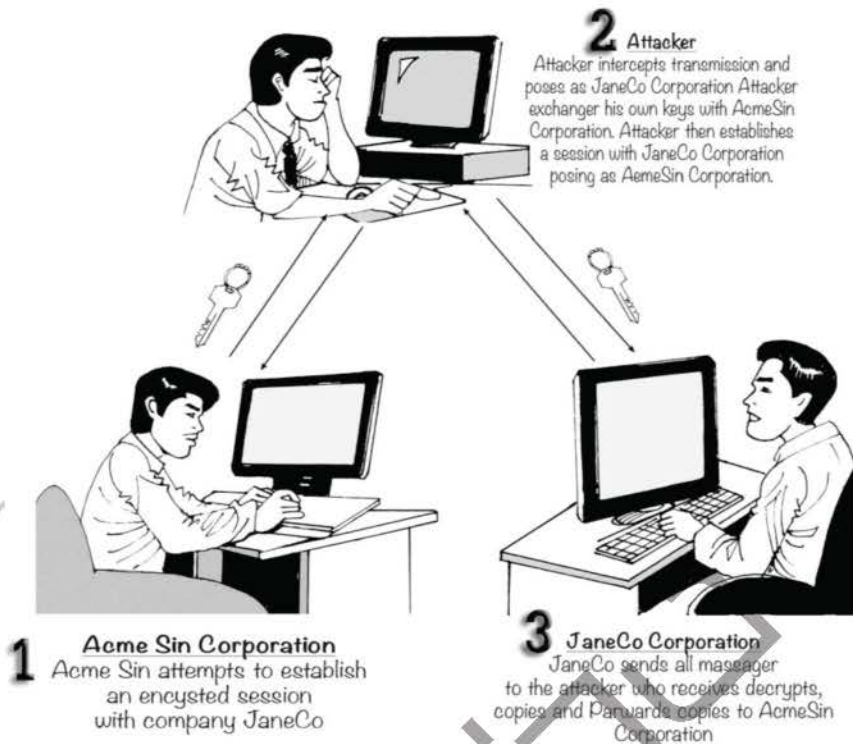 2 Attacker
Attacker intercepts transmission and
poses as JaneCo Corporation Attacker
exchanger his own keys with AcmeSin
Corporation. Attacker then establishes
a session with JaneCo Corporation
posing as AemeSin Corporation.
1 Acme Sin Corporation
Acme Sin attempts to establish
an encysted session
with company JaneCo
3 JaneCo Corporation
JaneCo sends all massager
to the attacker who receives decrypts,
copies and Parwards copies to AcmeSin
Corporation